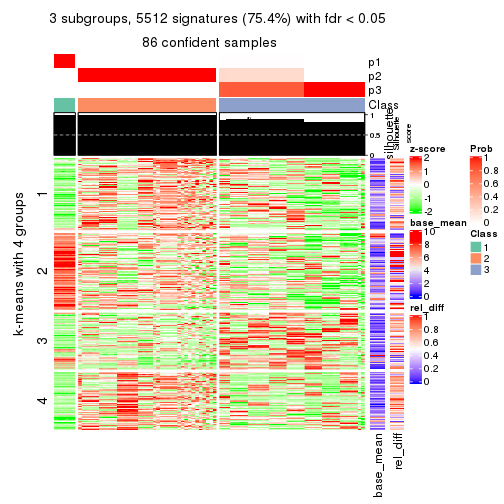 3 subgroups, 5512 signatures (75.4%) with fdr < 0.05
86 confident samples
p1
p2
p3
Class
1
0.5
0
silhouette
Silhouette
score
k-means with 4 groups
1
2
3
4
base_mean
rel_diff
z-score
2
1
0
-1
-2
base_mean
10
8
6
4
2
0
rel_diff
1
0.8
0.6
0.4
0.2
0
Prob
1
0.8
0.6
0.4
0.2
0
Class
1
2
3